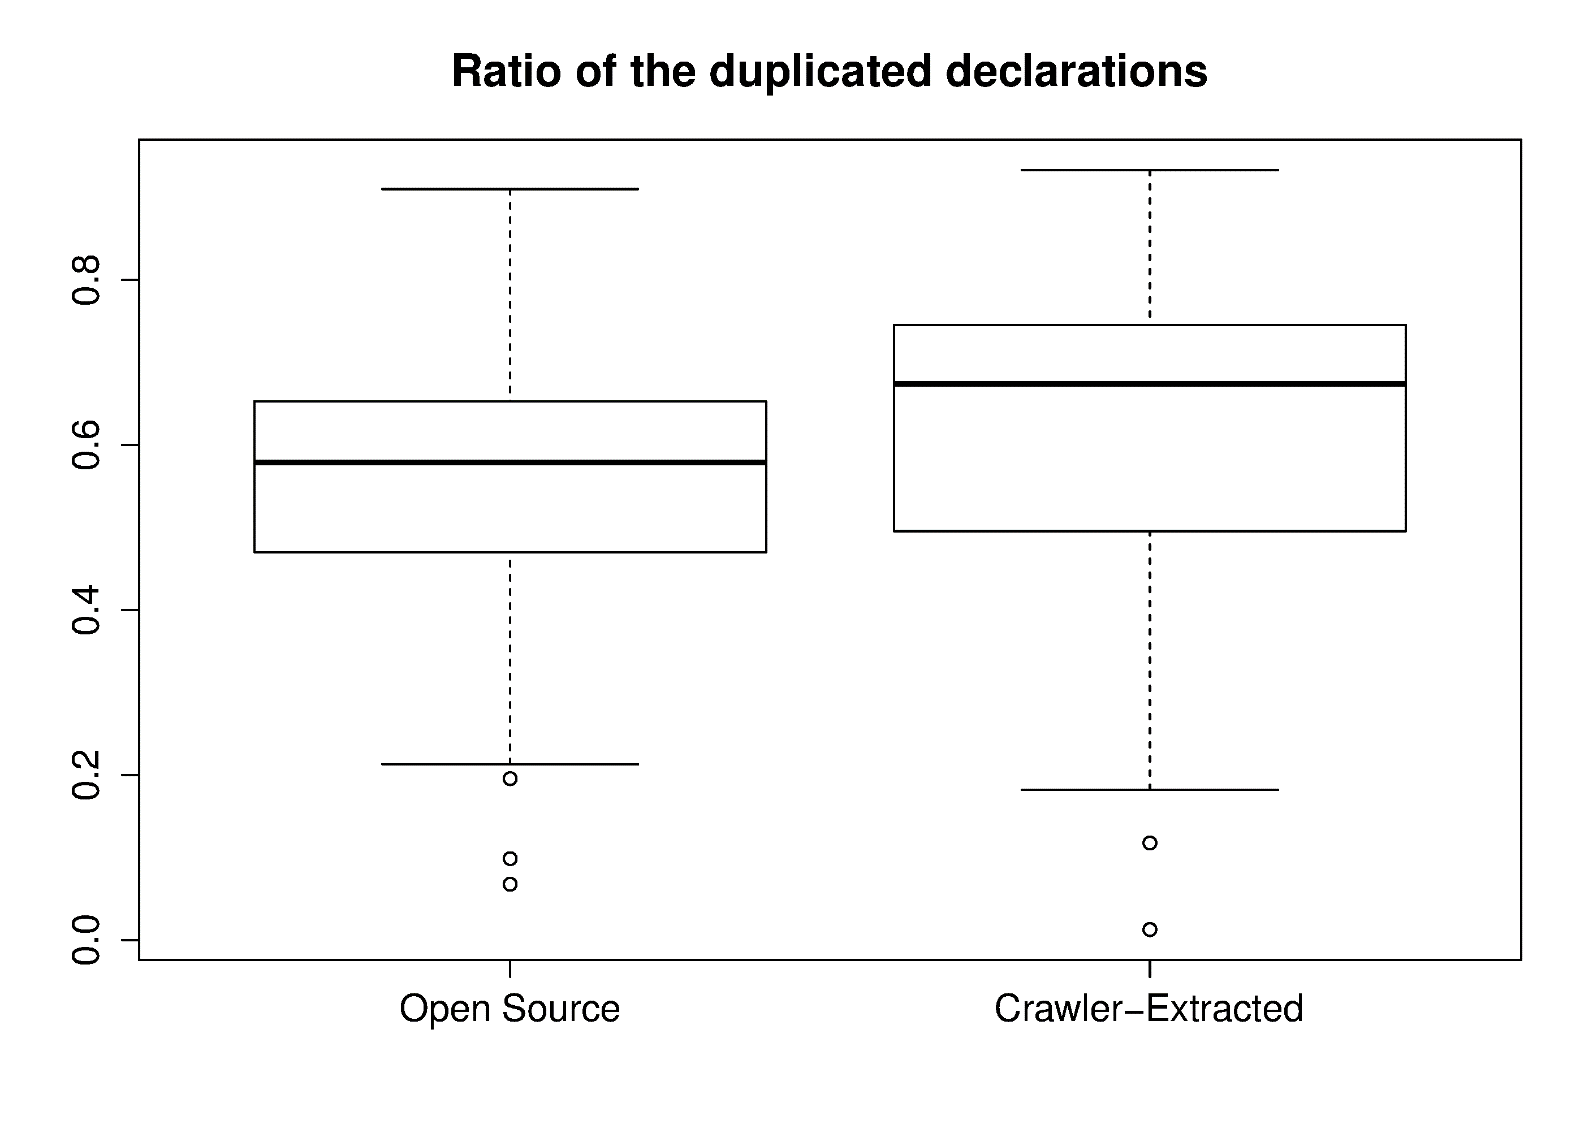 Ratio of the duplicated declarations
0.8
0.6
0.4
0.2
0.0
Open Source
Crawler−Extracted